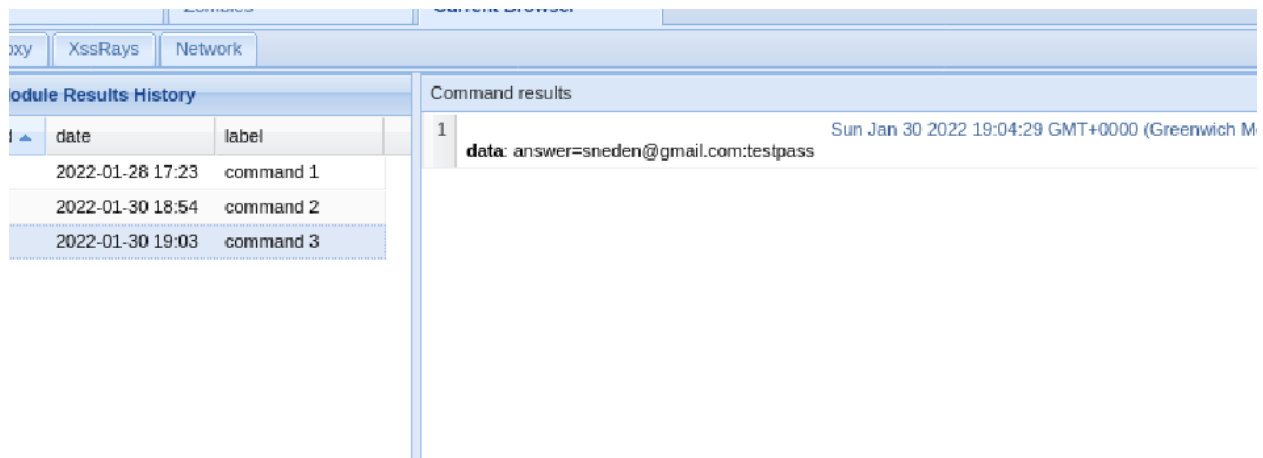 Zombies
Current Browser
oxy XssRays Network
odule Results History
Command results
date label
1 Sun Jan 30 2022 19:04:29 GMT+0000 (Greenwich M
data: answer=sneden@gmail.com:testpass
2022-01-28 17:23 command 1
2022-01-30 18:54 command 2
2022-01-30 19:03 command 3